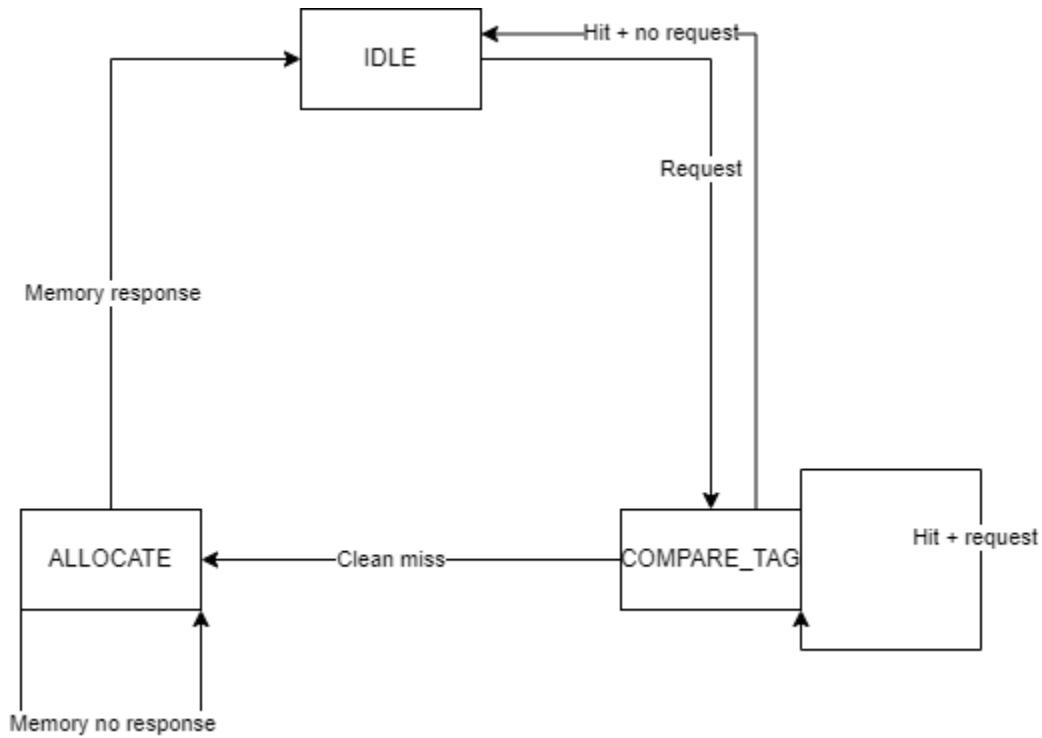 Hit + no request
IDLE
Request
Memory response
Hit + request
ALLOCATE
Clean miss
COMPARE_TAG
Memory no response